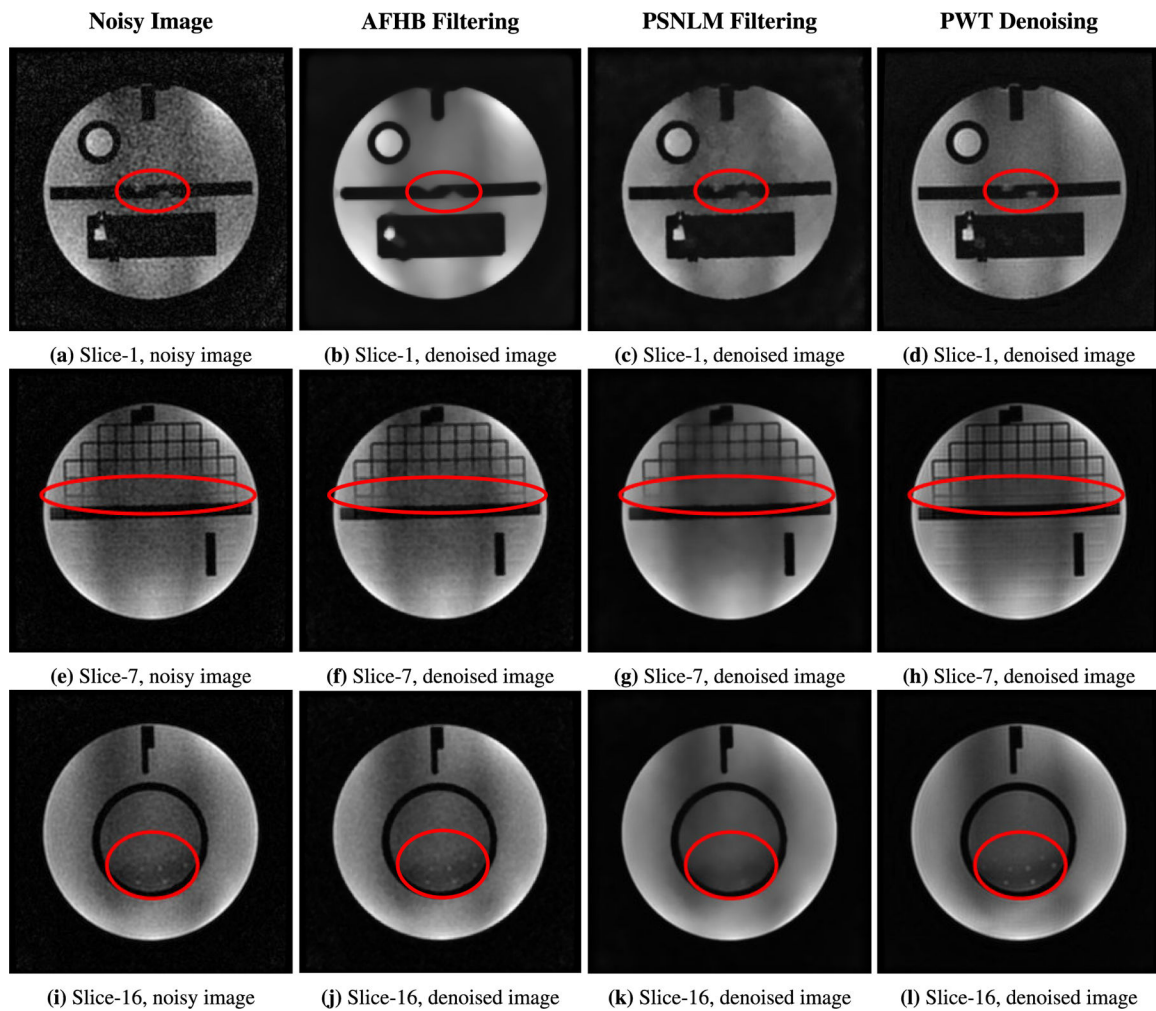 Noisy Image AFHB Filtering PSNLM Filtering PWT Denoising
(a) Slice-1, noisy image (b) Slice-1, denoised image (c) Slice-1, denoised image (d) Slice-1, denoised image
(e) Slice-7, noisy image (f) Slice-7, denoised image (g) Slice-7, denoised image (h) Slice-7, denoised image
(i) Slice-16, noisy image (j) Slice-16, denoised image (k) Slice-16, denoised image (l) Slice-16, denoised image